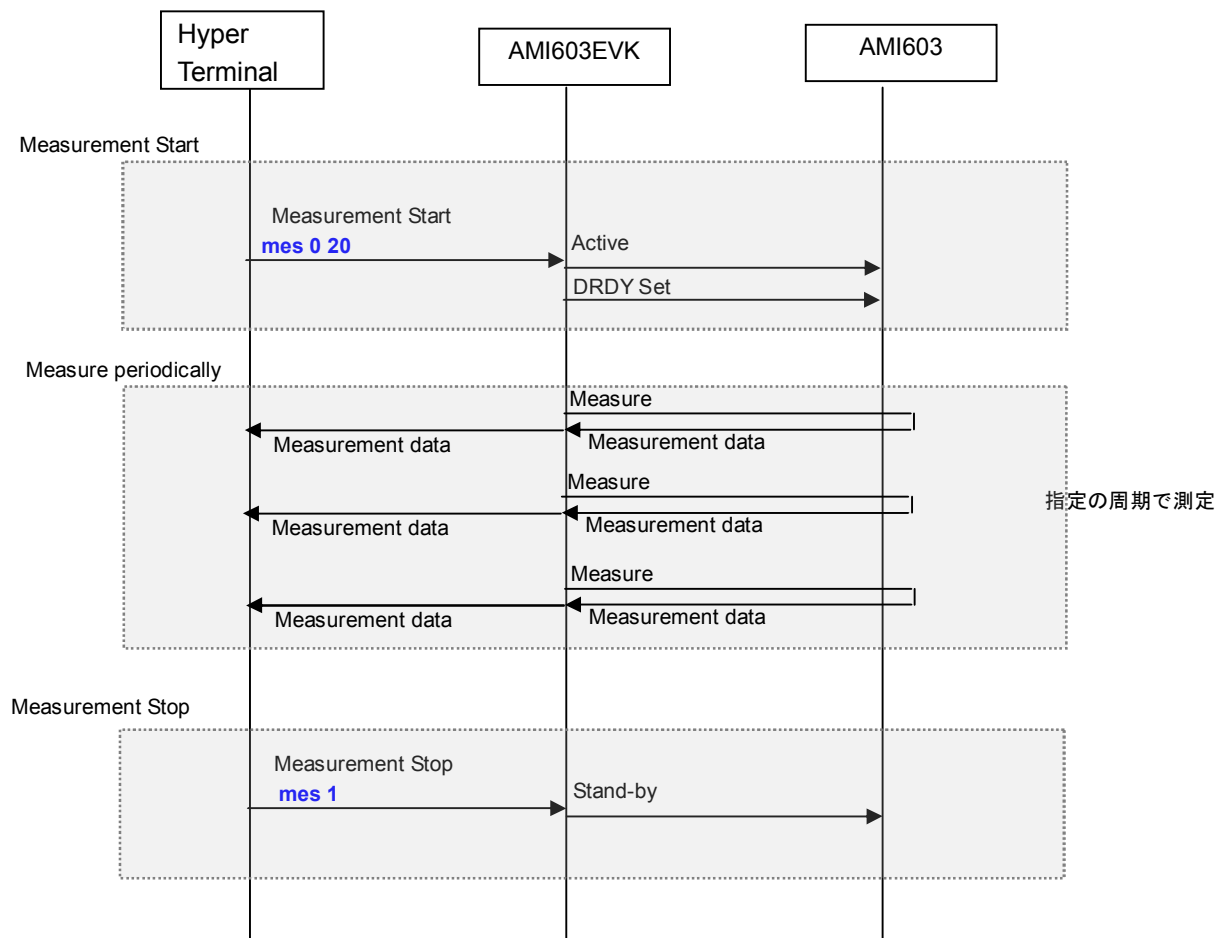 Hyper
Terminal
AMI603EVK
AMI603
Measurement Start
Measurement Start
mes 0 20
Active
DRDY Set
Measure periodically
Measure
Measurement data
Measurement data
Measure
Measurement data
Measurement data
指定の周期で測定
Measure
Measurement data
Measurement data
Measurement Stop
Measurement Stop
mes 1
Stand-by